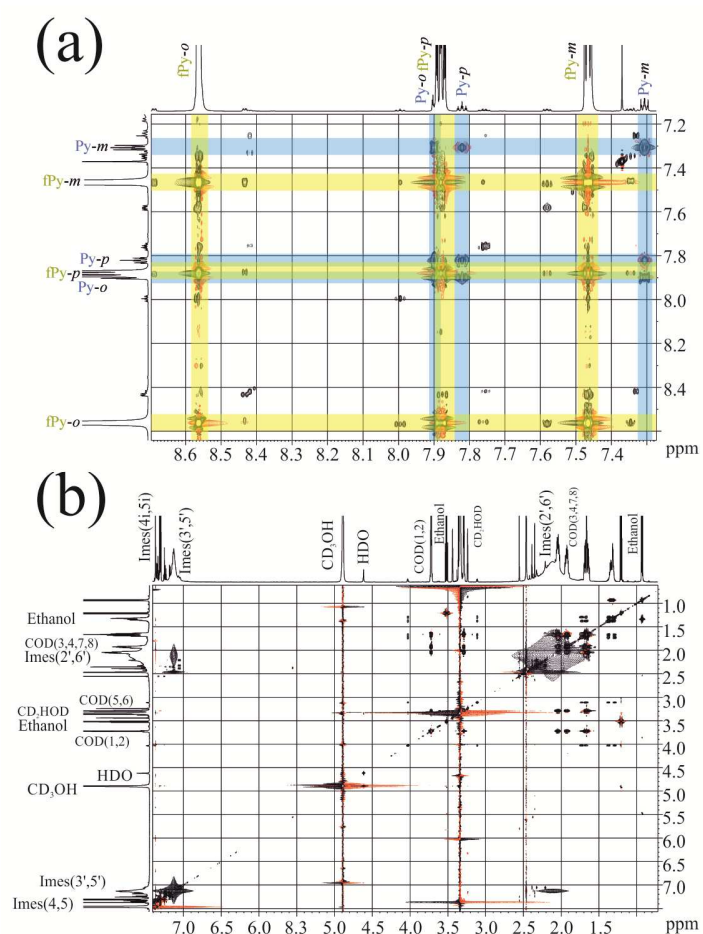 (a)
fPy-o
Py-o
fPy-p
Py-p
fPy-m
Py-m
Py-m
fPy-m
Py-p
fPy-p
Py-o
fPy-o
7.2
7.4
7.6
7.8
8.0
8.4
8.6 8.5 8.4 8.3 8.2 8.1 8.0 7.9 7.8 7.7 7.6 7.5 7.4 7.3 ppm
ppm
(b)
Imes(4i,5i)
Imes(3',5')
CD₃OH
HDO
COD(1,2)
Ethanol
CD₂HOD
Imes(2',6')
COD(3,4,7,8)
Ethanol
Ethanol
COD(3,4,7,8)
Imes(2',6')
COD(5,6)
CD₂HOD
Ethanol
COD(1,2)
HDO
CD₃OH
Imes(3',5')
Imes(4,5)
1.0
1.5
2.0
2.5
3.0
3.5
4.0
4.5
5.0
5.5
6.0
6.5
7.0
ppm
7.0 6.0 8.3 5.0 4.0 3.5 3.0 2.5 2.0 1.5